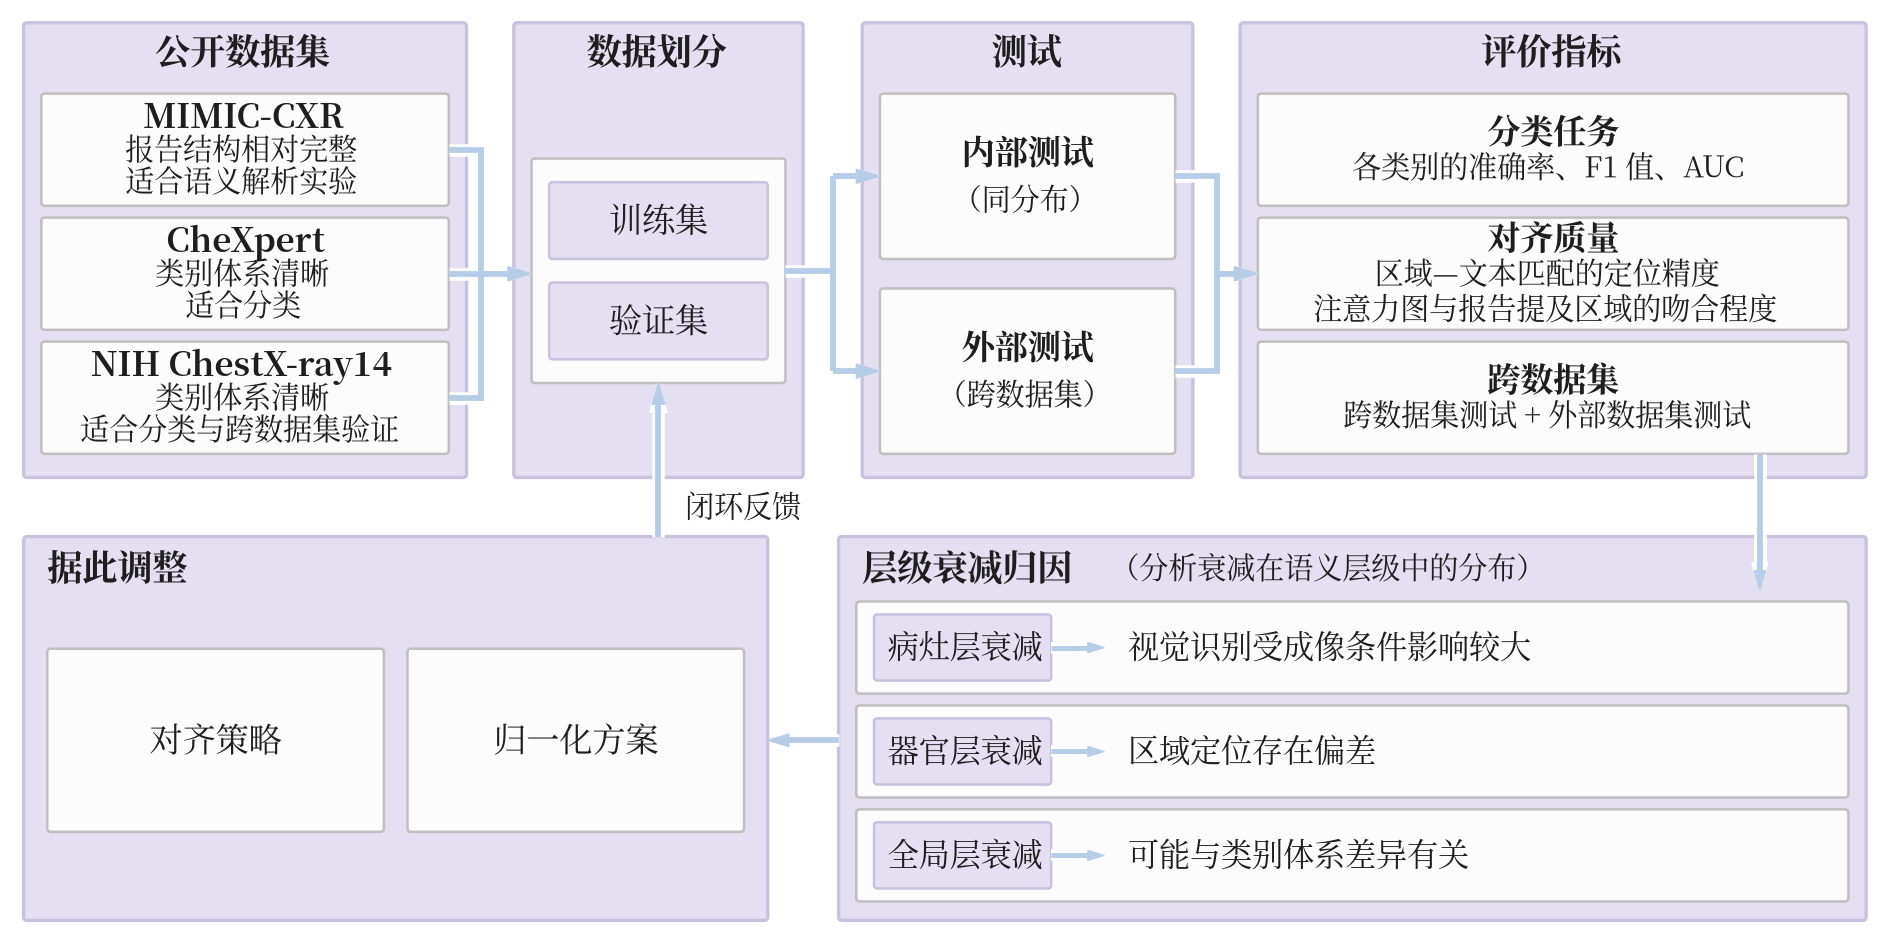 公开数据集
MIMIC-CXR
报告结构相对完整
适合语义解析实验
CheXpert
类别体系清晰
适合分类
NIH ChestX-ray14
类别体系清晰
适合分类与跨数据集验证
数据划分
训练集
验证集
测试
内部测试
（同分布）
外部测试
（跨数据集）
评价指标
分类任务
各类别的准确率、F1 值、AUC
对齐质量
区域—文本匹配的定位精度
注意力图与报告提及区域的吻合程度
跨数据集
跨数据集测试 + 外部数据集测试
闭环反馈
据此调整
对齐策略
归一化方案
层级衰减归因 （分析衰减在语义层级中的分布）
病灶层衰减 视觉识别受成像条件影响较大
器官层衰减 区域定位存在偏差
全局层衰减 可能与类别体系差异有关